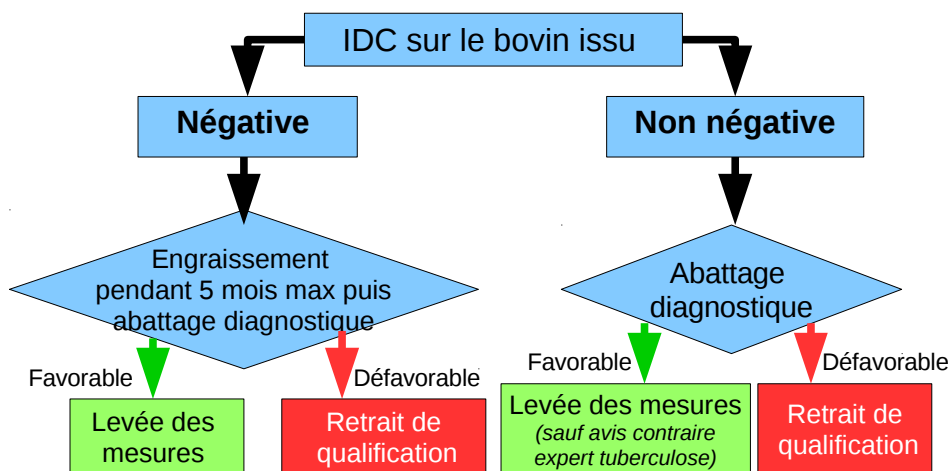 IDC sur le bovin issu
Négative
Non négative
Engraissement
pendant 5 mois max puis
abattage diagnostique
Abattage
diagnostique
Favorable
Défavorable
Favorable
Défavorable
Levée des
mesures
Retrait de
qualification
Levée des mesures
(sauf avis contraire
expert tuberculose)
Retrait de
qualification